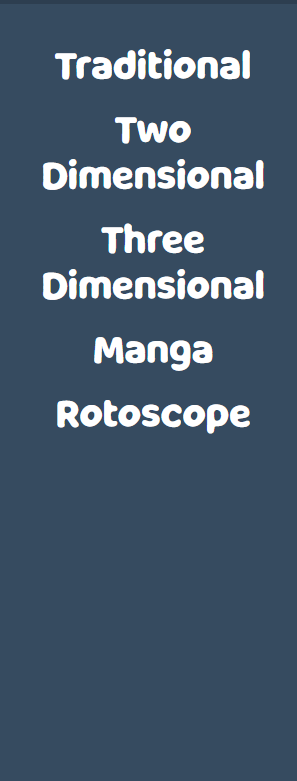 Traditional
Two
Dimensional
Three
Dimensional
Manga
Rotoscope